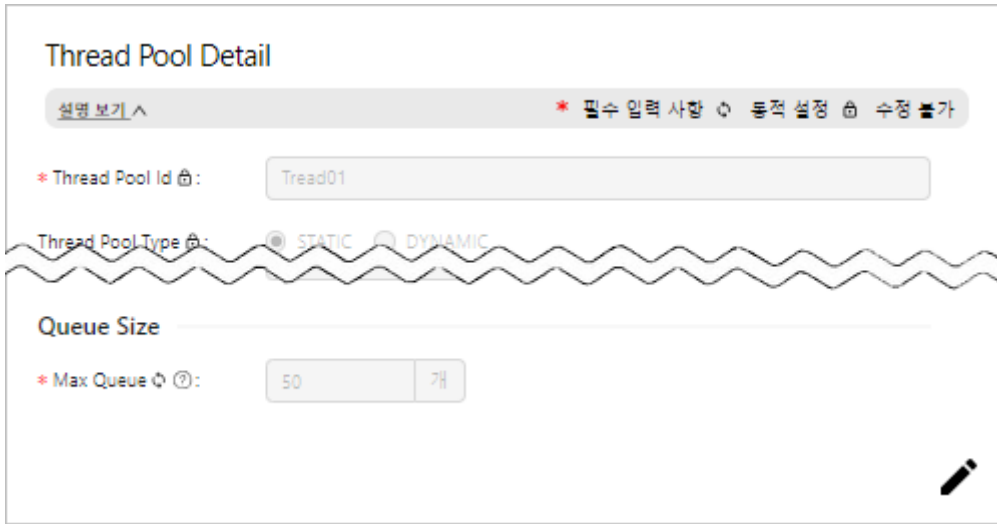 Thread Pool Detail
설명 보기 * 필수 입력 사항 동적 설정 수정 불가
* Thread Pool Id : Tread01
Thread Pool Type : STATIC DYNAMIC
Queue Size
* Max Queue ? : 50 개